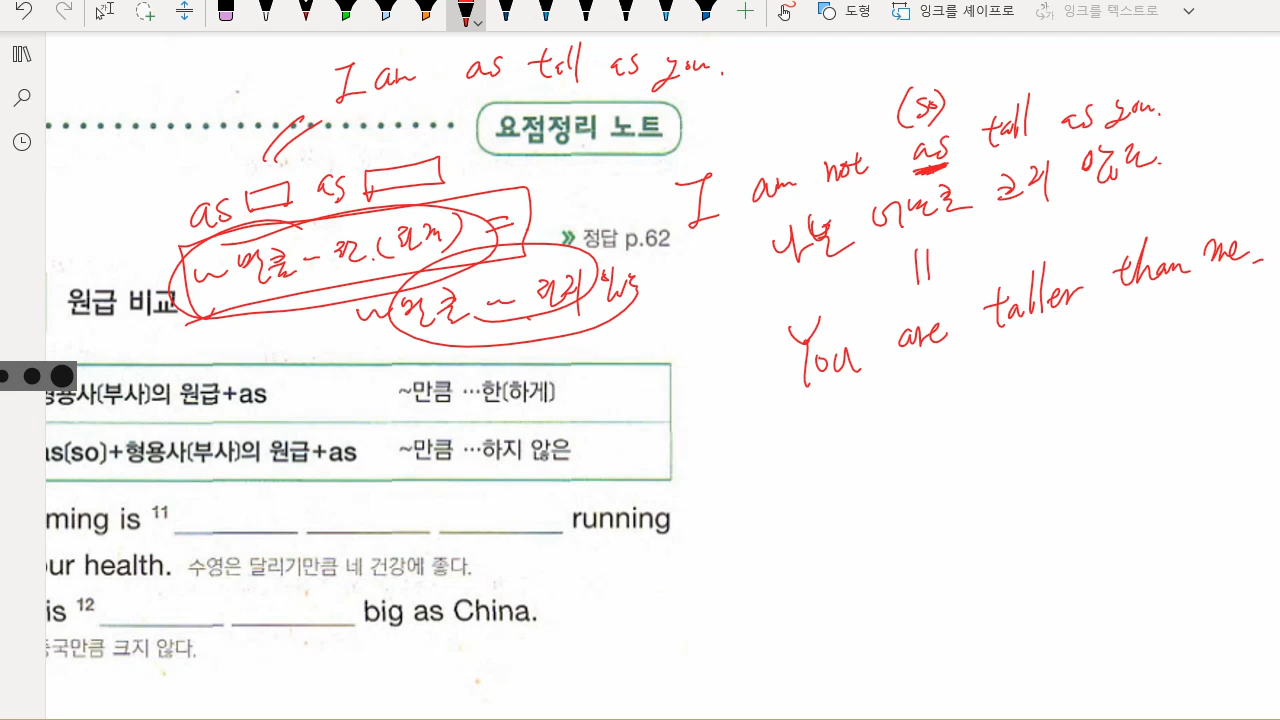 도형 잉크를 셰이프로 잉크를 텍스트로
I am as tall as you.
요점정리 노트
as as
~만큼 ~ 한.(하게)
정답 p.62
원급 비교
~만큼 ~ 하지 않은
(so)
I am not as tall as you.
나는 너만큼 크지 않다.
=
You are taller than me.
형용사(부사)의 원급+as ~만큼 …한(하게)
as(so)+형용사(부사)의 원급+as ~만큼 …하지 않은
ming is 11 running
our health. 수영은 달리기만큼 네 건강에 좋다.
is 12 big as China.
중국만큼 크지 않다.